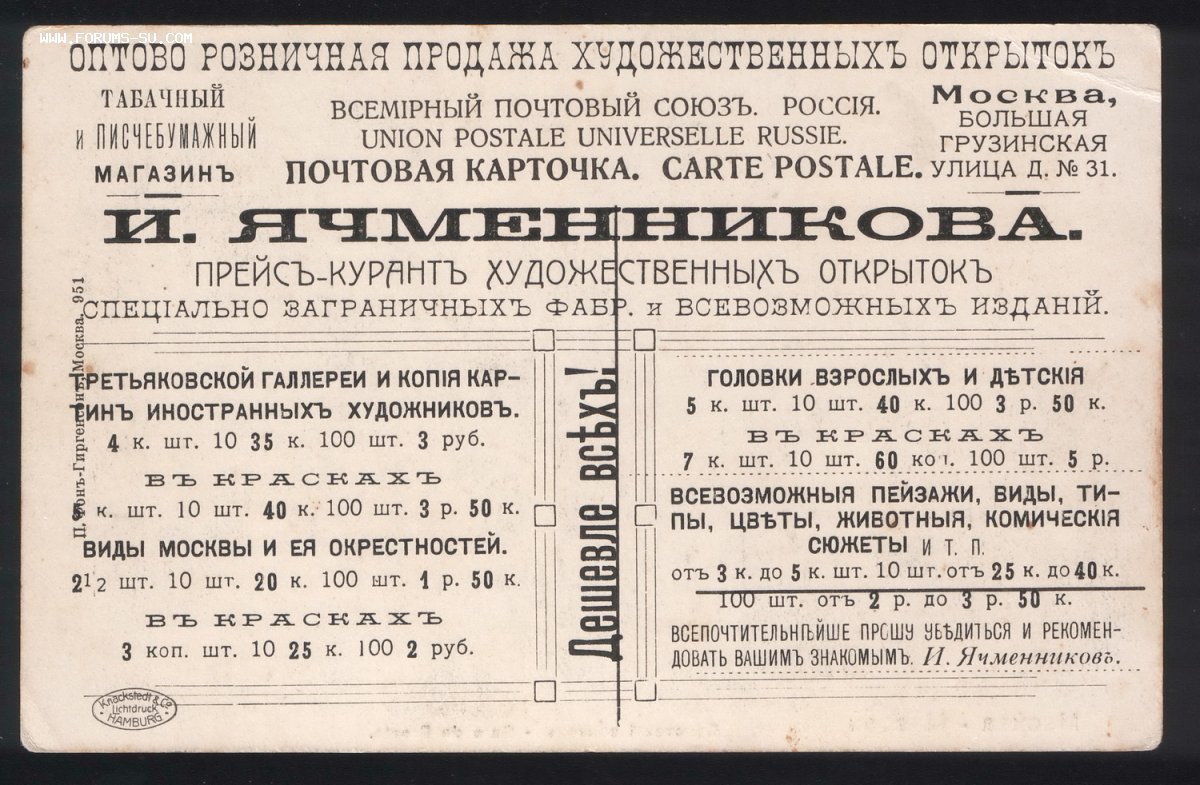 WWW.FORUMS-SU.COM
ОПТОВО РОЗНИЧНАЯ ПРОДАЖА ХУДОЖЕСТВЕННЫХЪ ОТКРЫТОКЪ
ТАБАЧНЫЙ
и ПИСЧЕБУМАЖНЫЙ
МАГАЗИНЪ
ВСЕМІРНЫЙ ПОЧТОВЫЙ СОЮЗЪ. РОССІЯ.
UNION POSTALE UNIVERSELLE RUSSIE.
ПОЧТОВАЯ КАРТОЧКА. CARTE POSTALE.
Москва,
БОЛЬШАЯ
ГРУЗИНСКАЯ
УЛИЦА Д. № 31.
И. ЯЧМЕННИКОВА.
ПРЕЙСЪ-КУРАНТЪ ХУДОЖЕСТВЕННЫХЪ ОТКРЫТОКЪ
СПЕЦІАЛЬНО ЗАГРАНИЧНЫХЪ ФАБР. и ВСЕВОЗМОЖНЫХЪ ИЗДАНІЙ.
П. фонъ-Гиргенсонъ, Москва. 951
ТРЕТЬЯКОВСКОЙ ГАЛЛЕРЕИ И КОПІЯ КАР-
ТИНЪ ИНОСТРАННЫХЪ ХУДОЖНИКОВЪ.
4 к. шт. 10 35 к. 100 шт. 3 руб.
ВЪ КРАСКАХЪ
5 к. шт. 10 шт. 40 к. 100 шт. 3 р. 50 к.
ВИДЫ МОСКВЫ И ЕЯ ОКРЕСТНОСТЕЙ.
2 1/2 шт. 10 шт. 20 к. 100 шт. 1 р. 50 к.
ВЪ КРАСКАХЪ
3 коп. шт. 10 25 к. 100 2 руб.
Knackstedt & Co
Lichtdruck
HAMBURG
Дешевле всѣхъ!
ГОЛОВКИ ВЗРОСЛЫХЪ И ДѢТСКІЯ
5 к. шт. 10 шт. 40 к. 100 3 р. 50 к.
ВЪ КРАСКАХЪ
7 к. шт. 10 шт. 60 коп. 100 шт. 5 р.
ВСЕВОЗМОЖНЫЯ ПЕЙЗАЖИ, ВИДЫ, ТИ-
ПЫ, ЦВѢТЫ, ЖИВОТНЫЯ, КОМИЧЕСКІЯ
СЮЖЕТЫ И Т. П.
отъ 3 к. до 5 к. шт. 10 шт. отъ 25 к. до 40 к.
100 шт. отъ 2 р. до 3 р. 50 к.
ВСЕПОЧТИТЕЛЬНѢЙШЕ ПРОШУ УБѢДИТЬСЯ И РЕКОМЕН-
ДОВАТЬ ВАШИМЪ ЗНАКОМЫМЪ. И. Ячменниковъ.